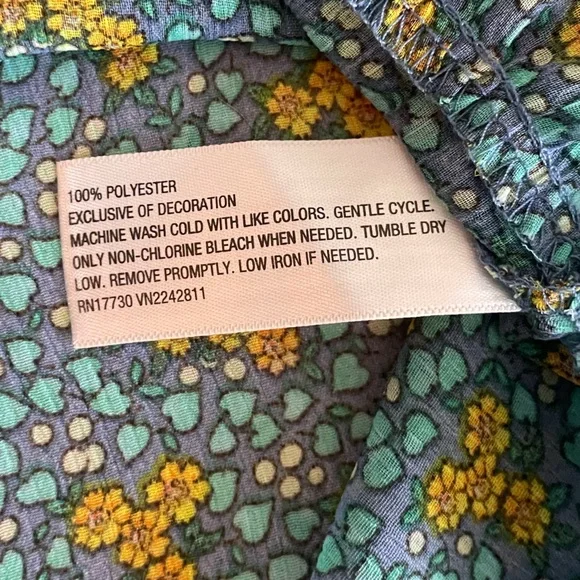 100% POLYESTER
EXCLUSIVE OF DECORATION
MACHINE WASH COLD WITH LIKE COLORS. GENTLE CYCLE.
ONLY NON-CHLORINE BLEACH WHEN NEEDED. TUMBLE DRY
LOW. REMOVE PROMPTLY. LOW IRON IF NEEDED.
RN17730 VN2242811